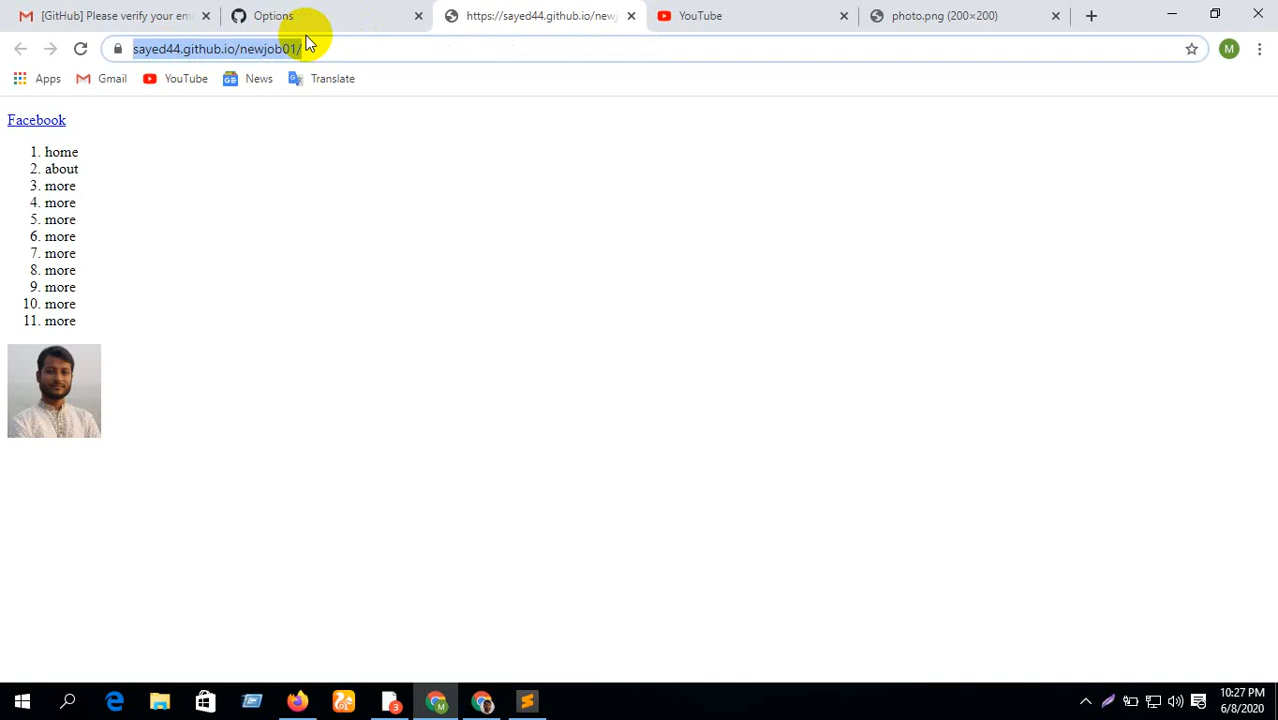 [GitHub] Please verify your em
Options
https://sayed44.github.io/newj
YouTube
photo.png (200×200)
sayed44.github.io/newjob01/
M
Apps
Gmail
YouTube
News
Translate
Facebook
1. home
2. about
3. more
4. more
5. more
6. more
7. more
8. more
9. more
10. more
11. more
3
M
10:27 PM
6/8/2020